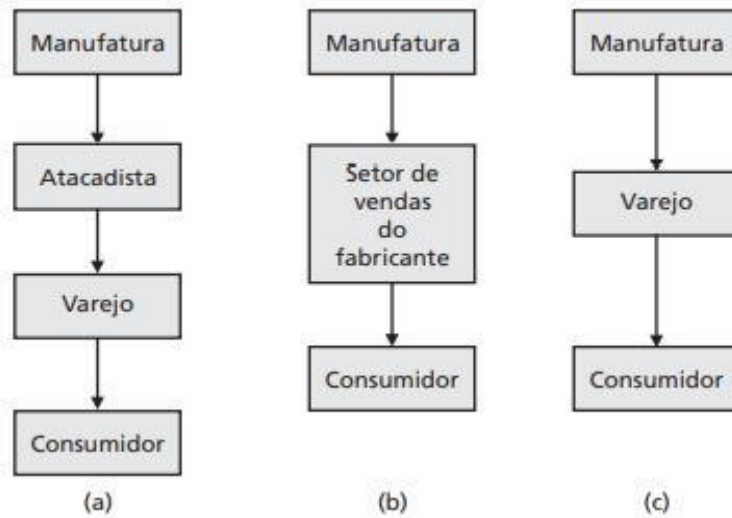 Manufatura
Atacadista
Varejo
Consumidor
(a)
Manufatura
Setor de
vendas
do
fabricante
Consumidor
(b)
Manufatura
Varejo
Consumidor
(c)